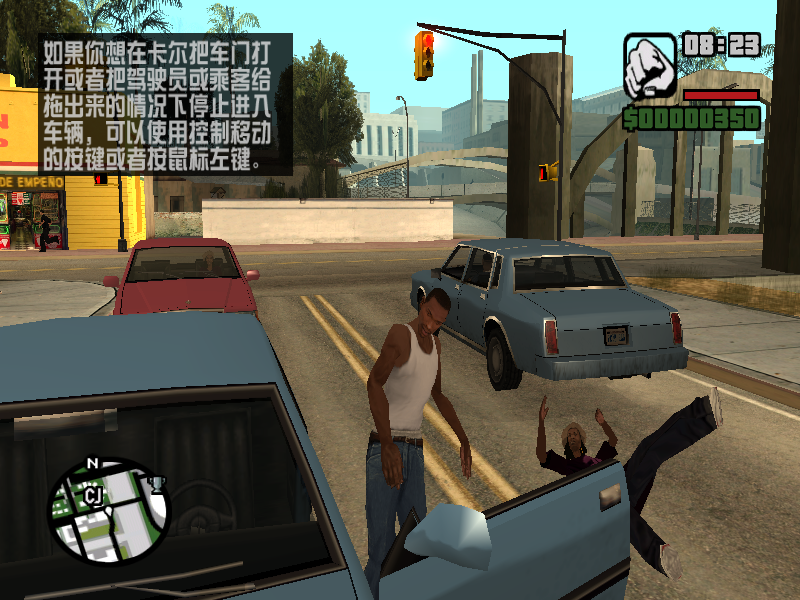 如果你想在卡尔把车门打
开或者把驾驶员或乘客给
拖出来的情况下停止进入
车辆，可以使用控制移动
的按键或者按鼠标左键。
08:23
$00000350
DE EMPEÑO
N
CJ